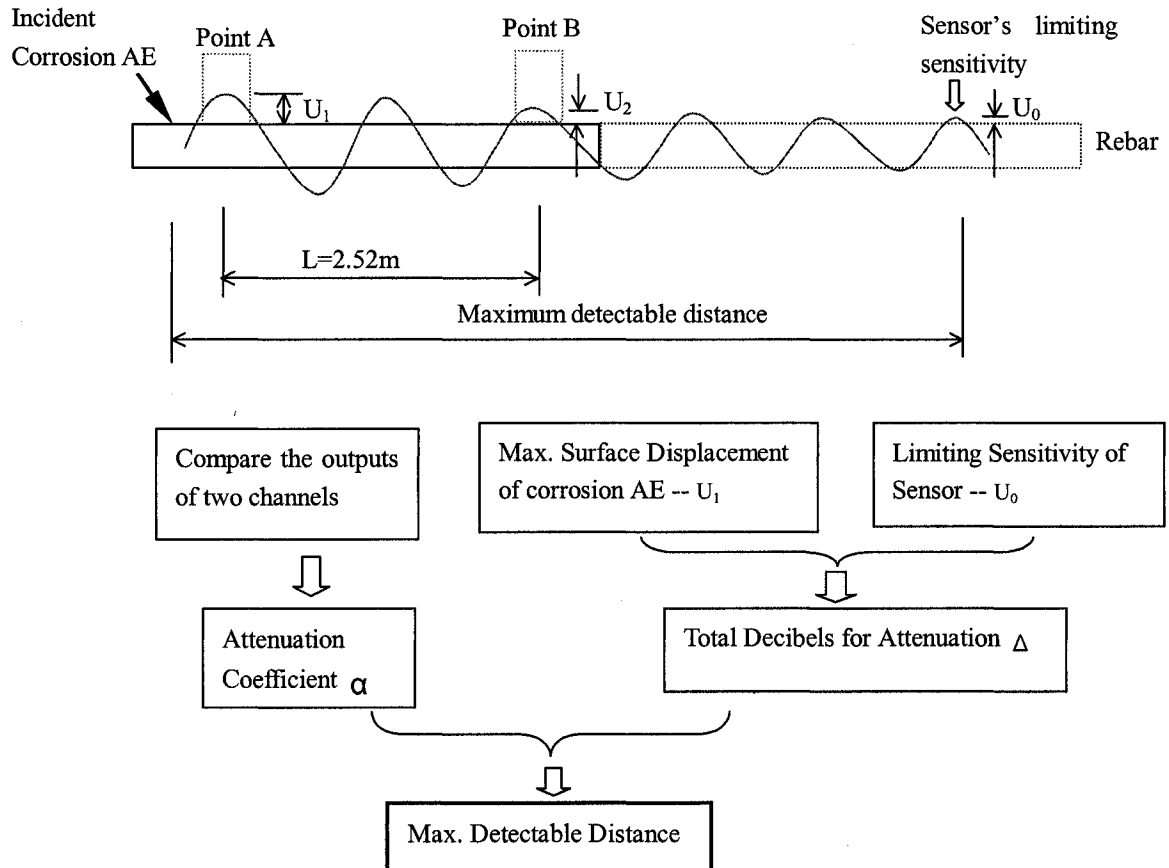 Incident
Corrosion AE
Point A
Point B
Sensor's limiting
sensitivity
U₁
U₂
U₀
Rebar
L=2.52m
Maximum detectable distance
Compare the outputs
of two channels
Max. Surface Displacement
of corrosion AE -- U₁
Limiting Sensitivity of
Sensor -- U₀
Attenuation
Coefficient α
Total Decibels for Attenuation Δ
Max. Detectable Distance